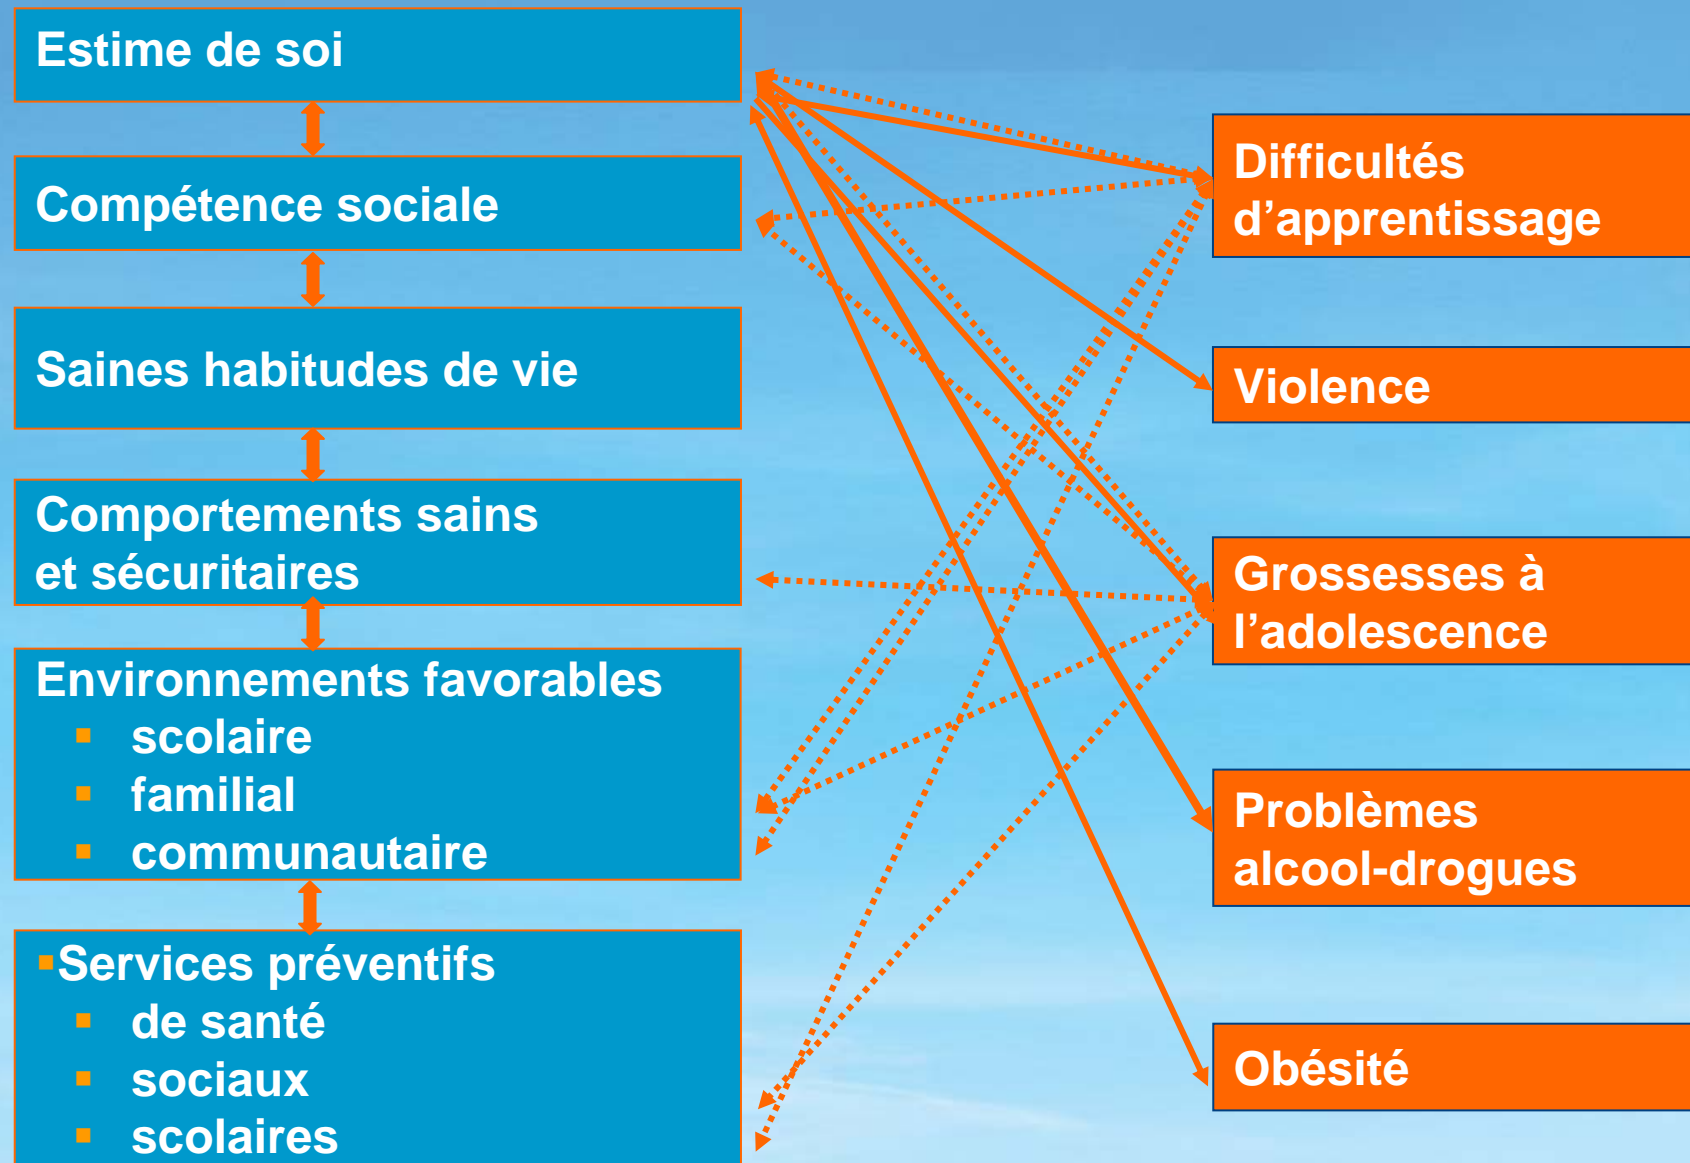 Estime de soi
Compétence sociale
Saines habitudes de vie
Comportements sains
et sécuritaires
Environnements favorables
▪ scolaire
▪ familial
▪ communautaire
▪Services préventifs
▪ de santé
▪ sociaux
▪ scolaires
Difficultés
d’apprentissage
Violence
Grossesses à
l’adolescence
Problèmes
alcool-drogues
Obésité